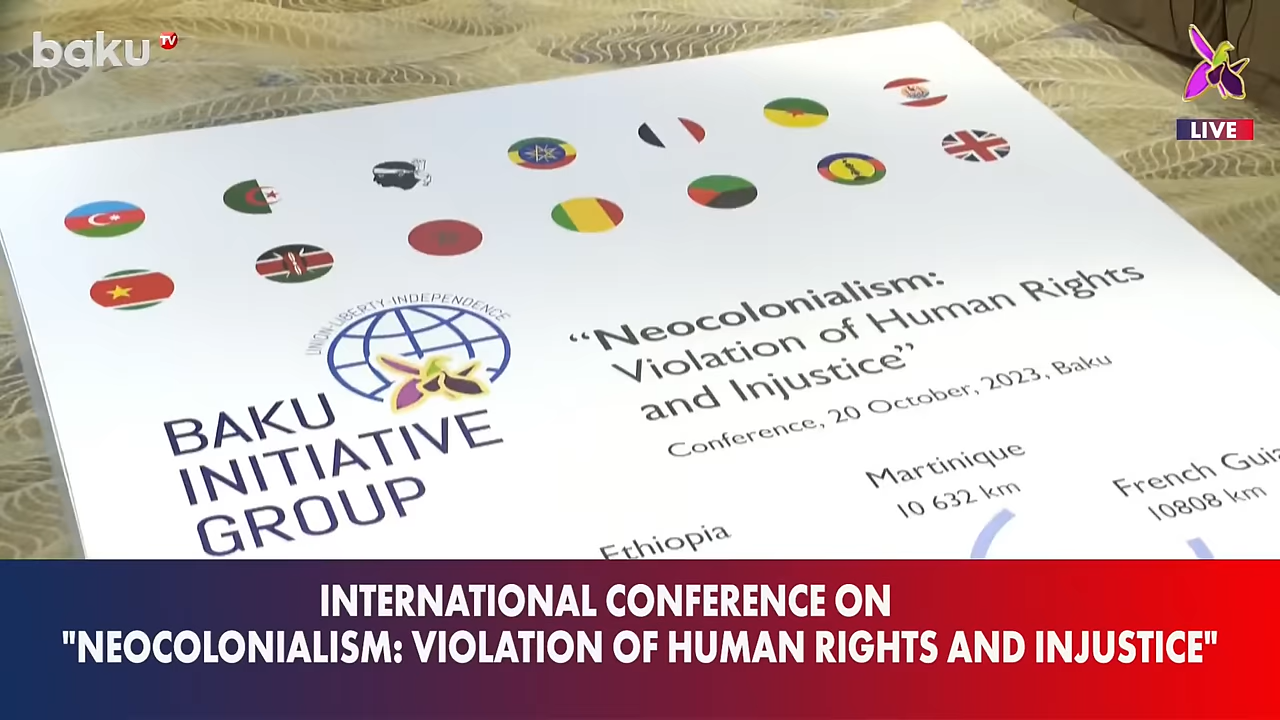 baku TV
LIVE
UNION-LIBERTY-INDEPENDENCE
BAKU
INITIATIVE
GROUP
"Neocolonialism:
Violation of Human Rights
and Injustice"
Conference, 20 October, 2023, Baku
Martinique
10 632 km
French Guia
10808 km
Ethiopia
INTERNATIONAL CONFERENCE ON
"NEOCOLONIALISM: VIOLATION OF HUMAN RIGHTS AND INJUSTICE"